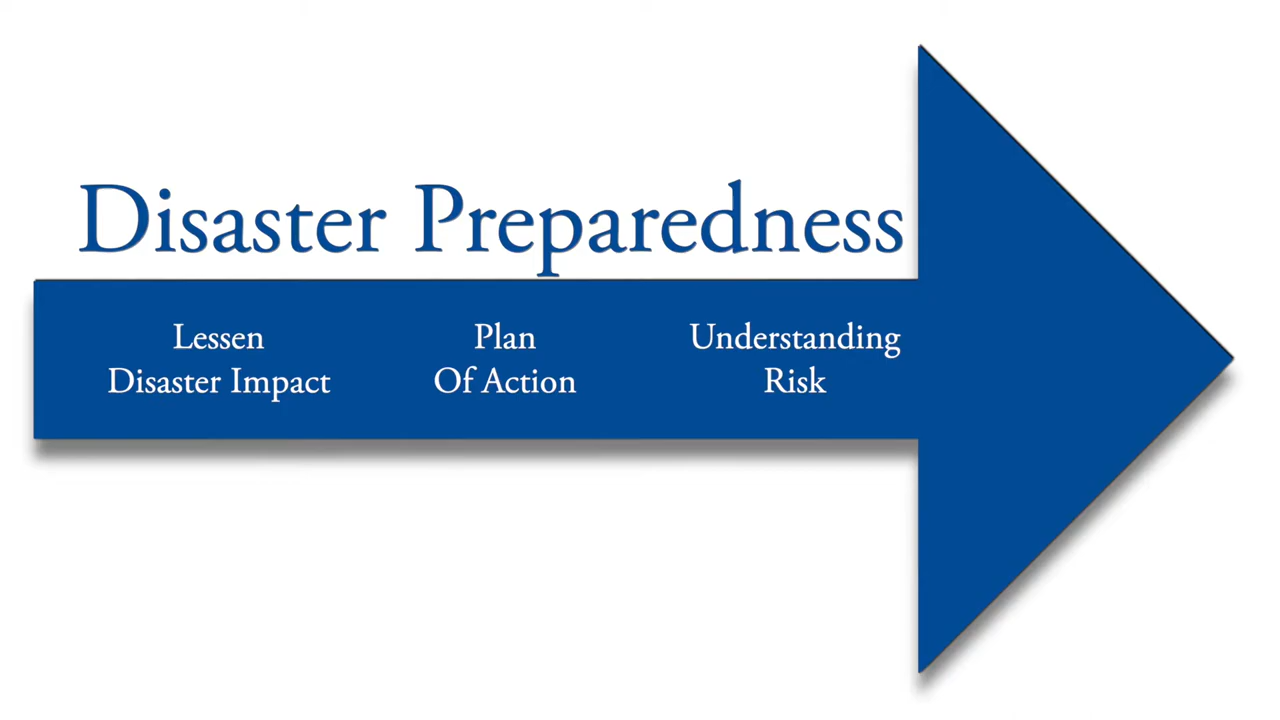 Disaster Preparedness
Lessen
Disaster Impact
Plan
Of Action
Understanding
Risk